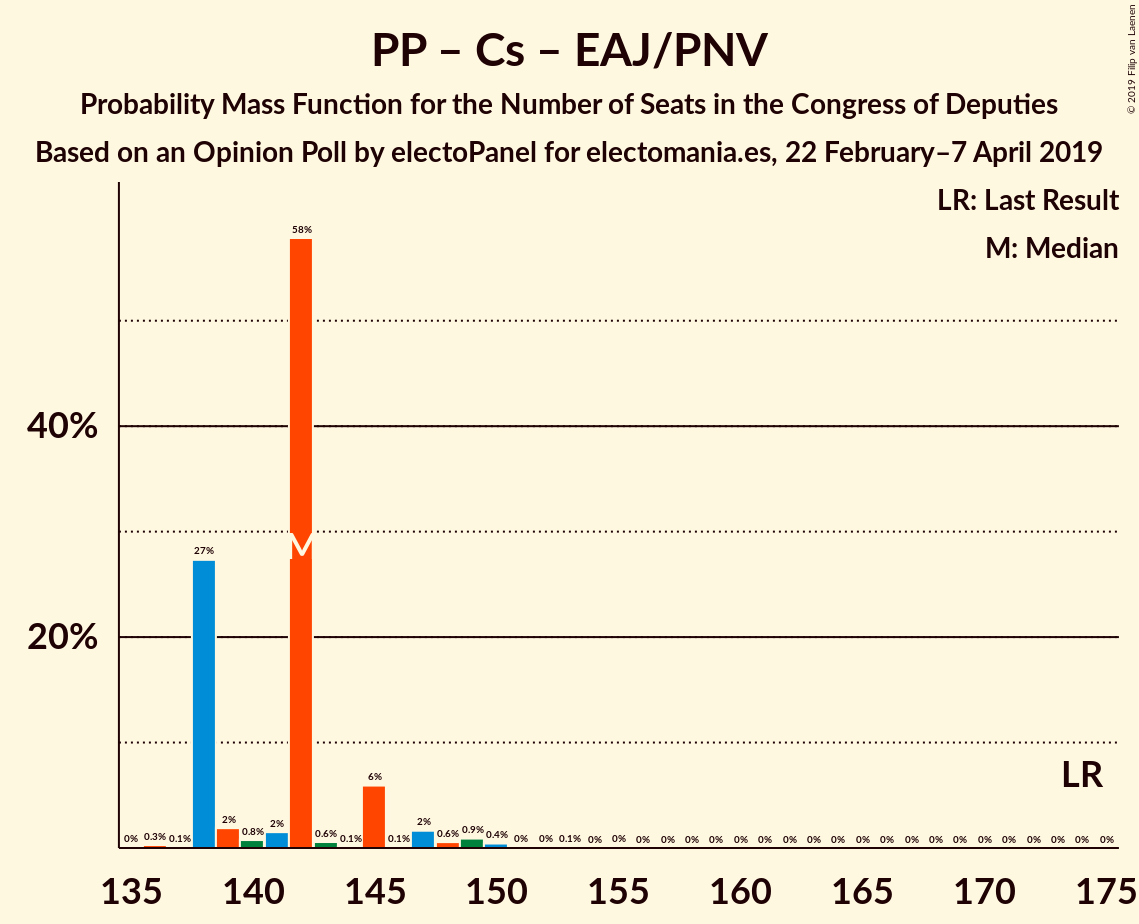 PP – Cs – EAJ/PNV
Probability Mass Function for the Number of Seats in the Congress of Deputies
Based on an Opinion Poll by electoPanel for electomania.es, 22 February–7 April 2019
© 2019 Filip van Laenen
LR: Last Result
M: Median
40%
20%
0% 0.3% 0.1% 27% 2% 0.8% 2% 58% 0.6% 0.1% 6% 0.1% 2% 0.6% 0.9% 0.4% 0% 0% 0.1% 0% 0% 0% 0% 0% 0% 0% 0% 0% 0% 0% 0% 0% 0% 0% 0% 0% 0% 0% 0% 0% 0%
M
LR
135 140 145 150 155 160 165 170 175